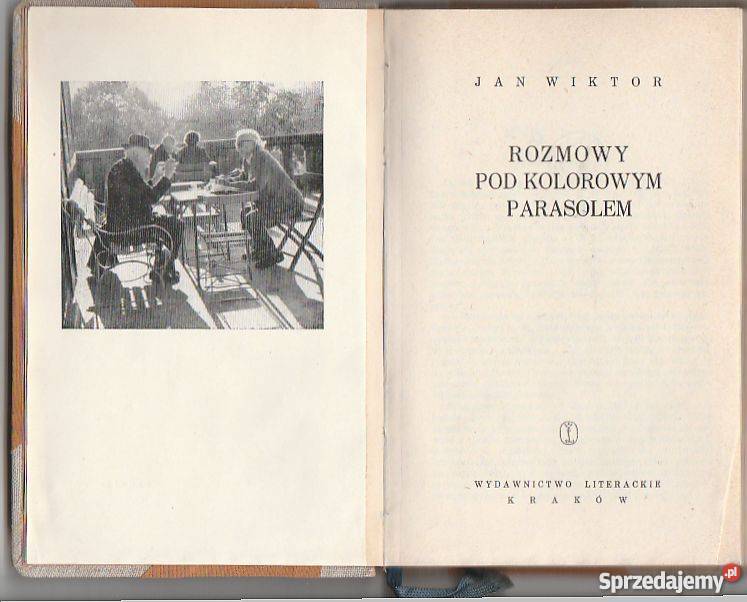 JAN WIKTOR
ROZMOWY
POD KOLOROWYM
PARASOLEM
WYDAWNICTWO LITERACKIE
KRAKÓW
Sprzedajemy.pl